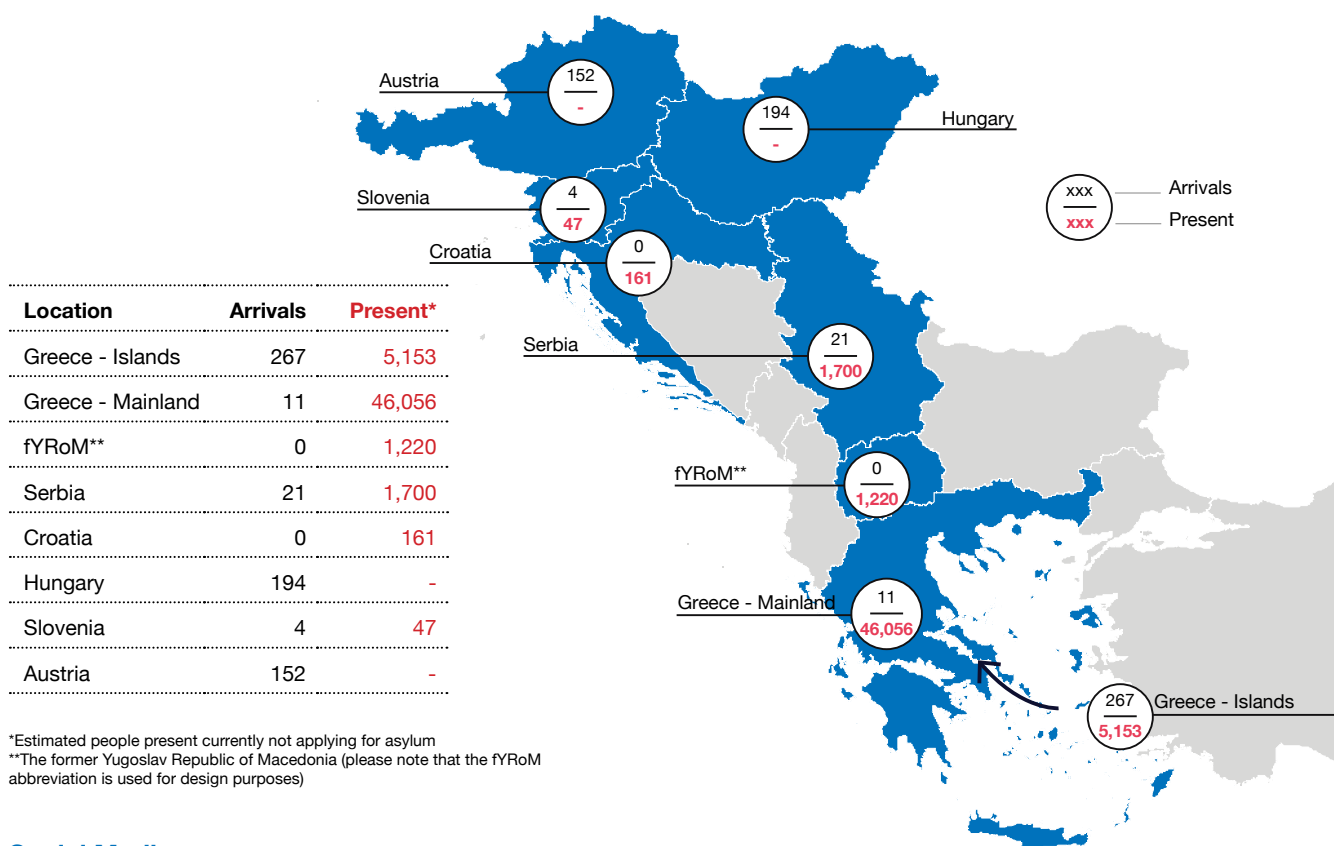 Austria
152
-
194
-
Hungary
Slovenia
4
47
xxx
xxx
Arrivals
Present
Croatia
0
161
Location Arrivals Present*
Greece - Islands 267 5,153
Greece - Mainland 11 46,056
fYRoM** 0 1,220
Serbia 21 1,700
Croatia 0 161
Hungary 194 -
Slovenia 4 47
Austria 152 -
Serbia
21
1,700
fYRoM**
0
1,220
Greece - Mainland
11
46,056
267
5,153
Greece - Islands
*Estimated people present currently not applying for asylum
**The former Yugoslav Republic of Macedonia (please note that the fYRoM
abbreviation is used for design purposes)